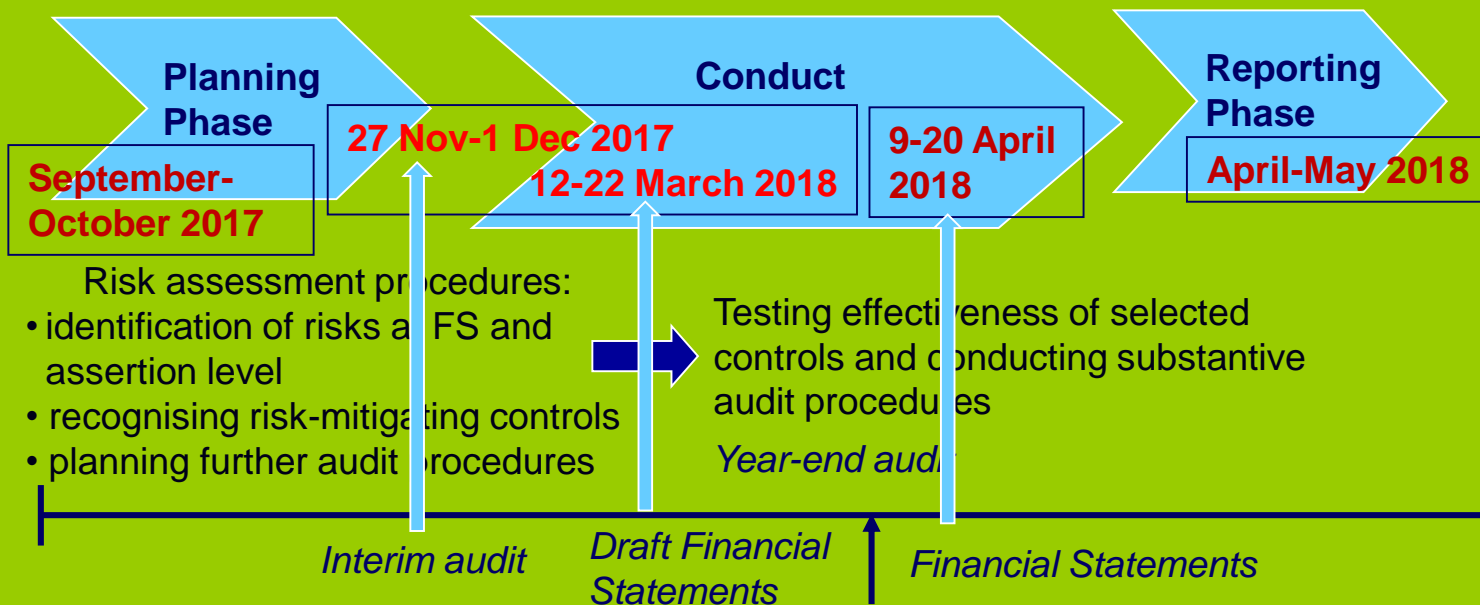 Planning
Phase
Conduct
Reporting
Phase
September-
October 2017
27 Nov-1 Dec 2017
12-22 March 2018
9-20 April
2018
April-May 2018
Risk assessment procedures:
• identification of risks at FS and
assertion level
• recognising risk-mitigating controls
• planning further audit procedures
Testing effectiveness of selected
controls and conducting substantive
audit procedures
Year-end audit
Interim audit
Draft Financial
Statements
Financial Statements